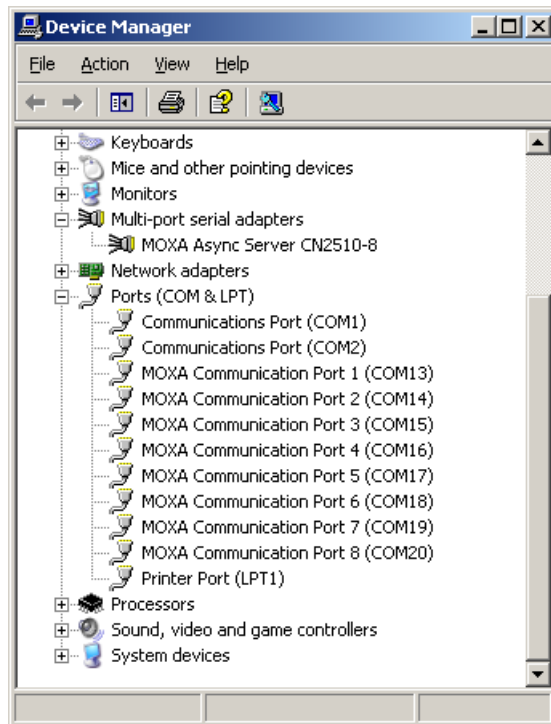 Device Manager
File Action View Help
Keyboards
Mice and other pointing devices
Monitors
Multi-port serial adapters
MOXA Async Server CN2510-8
Network adapters
Ports (COM & LPT)
Communications Port (COM1)
Communications Port (COM2)
MOXA Communication Port 1 (COM13)
MOXA Communication Port 2 (COM14)
MOXA Communication Port 3 (COM15)
MOXA Communication Port 4 (COM16)
MOXA Communication Port 5 (COM17)
MOXA Communication Port 6 (COM18)
MOXA Communication Port 7 (COM19)
MOXA Communication Port 8 (COM20)
Printer Port (LPT1)
Processors
Sound, video and game controllers
System devices